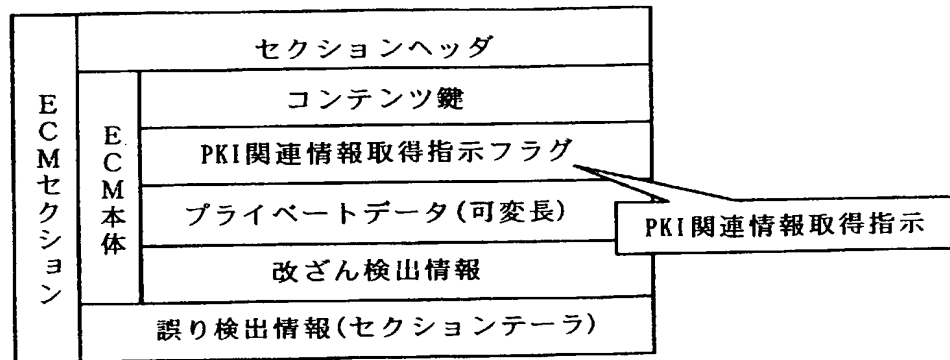 セクションヘッダ
ECMセクション
ECM本体
コンテンツ鍵
PKI関連情報取得指示フラグ
プライベートデータ(可変長)
PKI関連情報取得指示
改ざん検出情報
誤り検出情報(セクションテーラ)